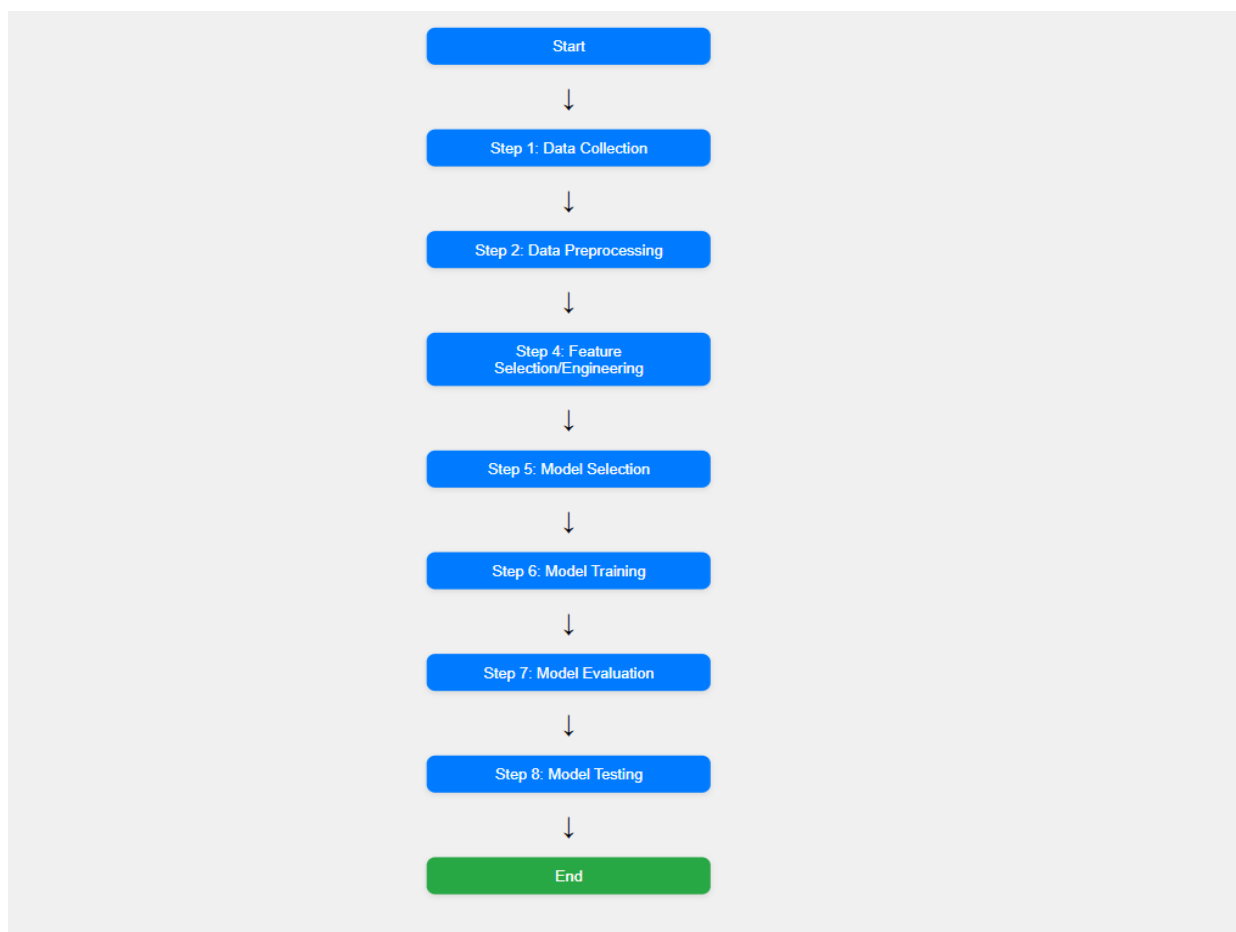 Start
↓
Step 1: Data Collection
↓
Step 2: Data Preprocessing
↓
Step 4: Feature
Selection/Engineering
↓
Step 5: Model Selection
↓
Step 6: Model Training
↓
Step 7: Model Evaluation
↓
Step 8: Model Testing
↓
End